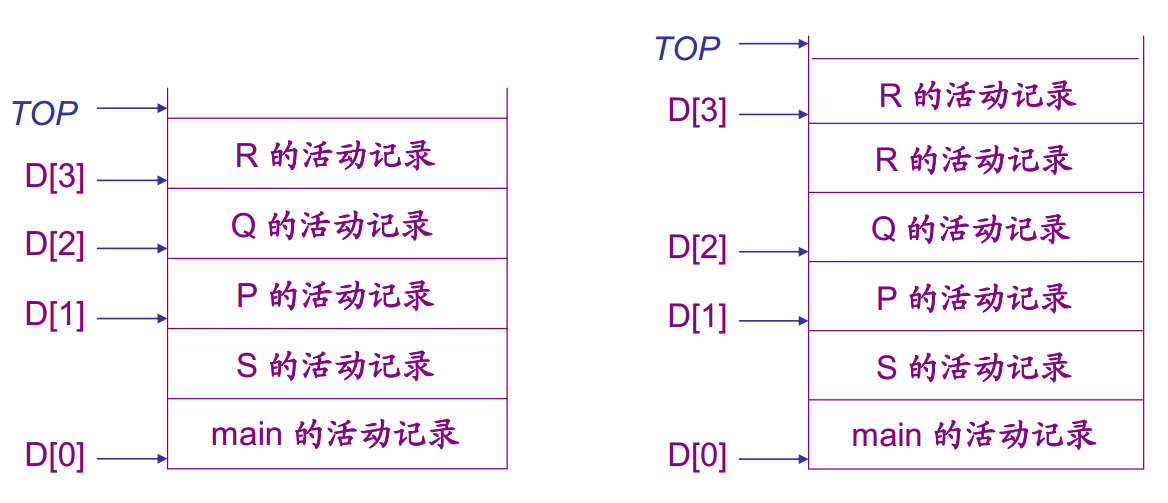 TOP
R 的活动记录
D[3]
Q 的活动记录
D[2]
P 的活动记录
D[1]
S 的活动记录
main 的活动记录
D[0]
TOP
R 的活动记录
D[3]
R 的活动记录
Q 的活动记录
D[2]
P 的活动记录
D[1]
S 的活动记录
main 的活动记录
D[0]